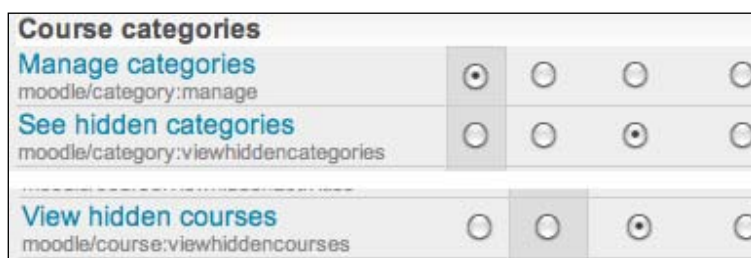 Course categories
Manage categories
moodle/category:manage
See hidden categories
moodle/category:viewhiddencategories
View hidden courses
moodle/course:viewhiddencourses